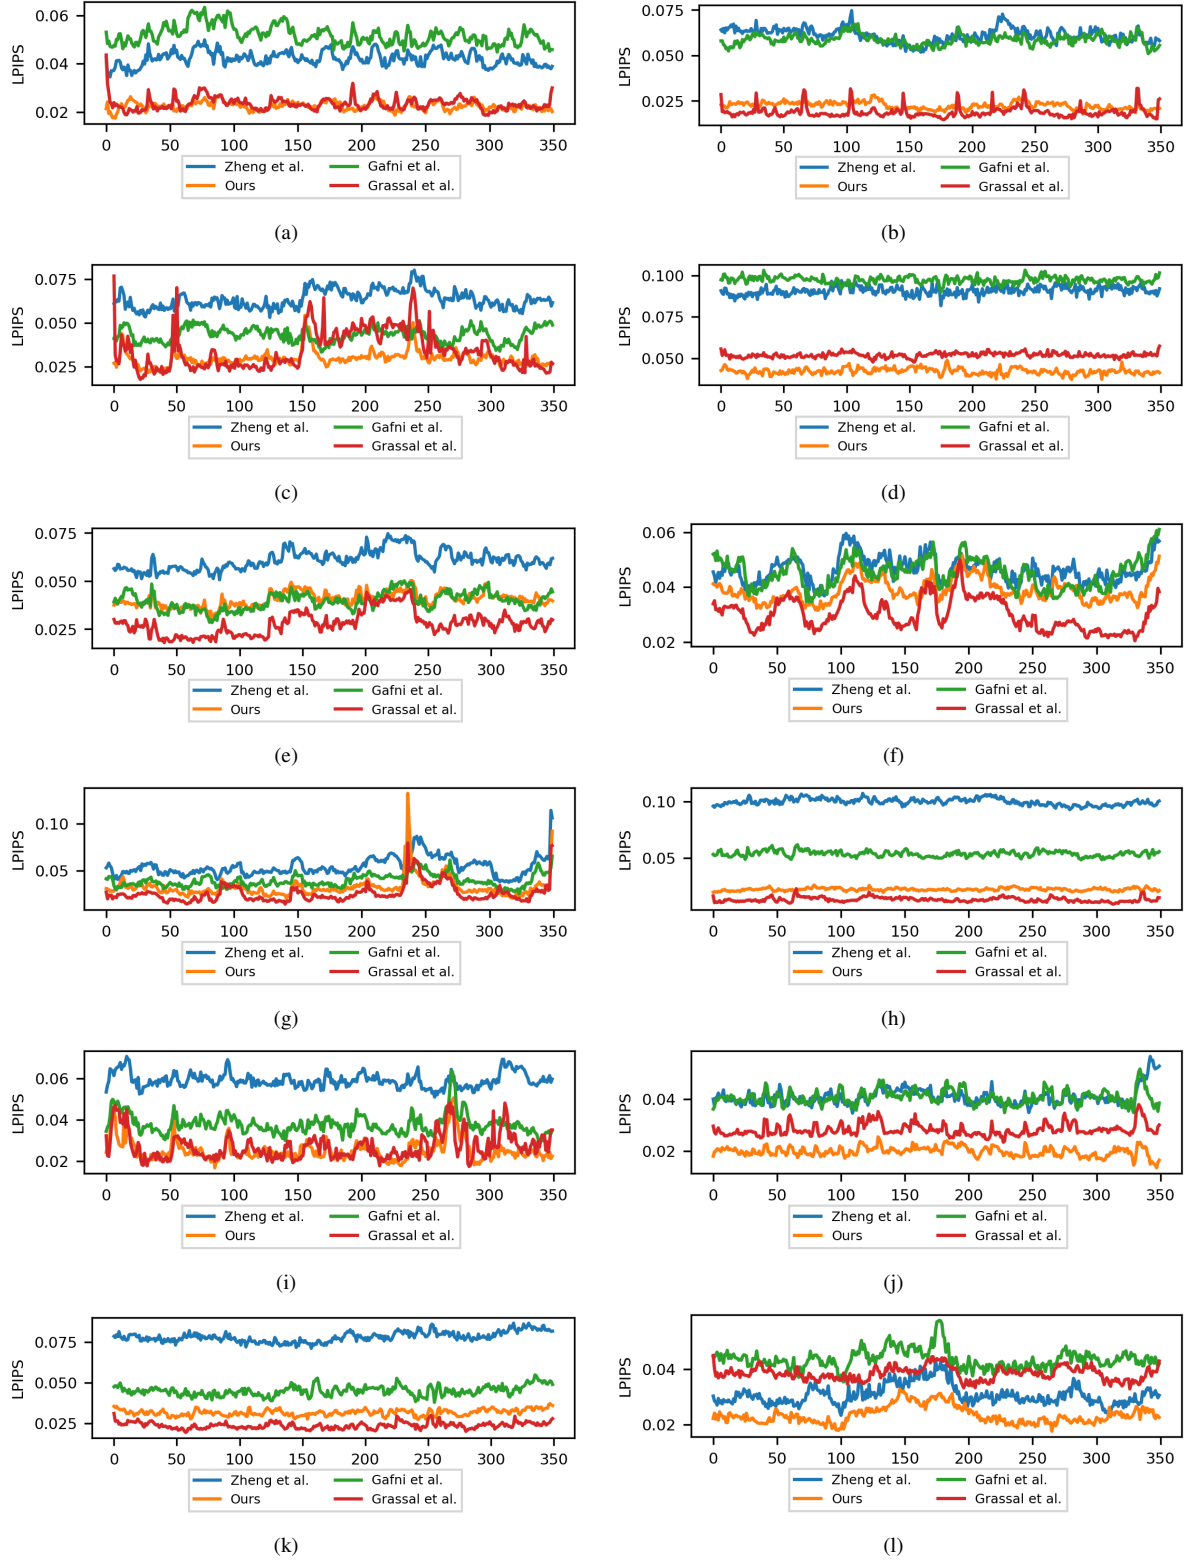 0.06
0.04
0.02
LPIPS
0 50 100 150 200 250 300 350
Zheng et al. Gafni et al.
Ours Grassal et al.
(a)
0.075
0.050
0.025
LPIPS
0 50 100 150 200 250 300 350
Zheng et al. Gafni et al.
Ours Grassal et al.
(b)
0.075
0.050
0.025
LPIPS
0 50 100 150 200 250 300 350
Zheng et al. Gafni et al.
Ours Grassal et al.
(c)
0.100
0.075
0.050
LPIPS
0 50 100 150 200 250 300 350
Zheng et al. Gafni et al.
Ours Grassal et al.
(d)
0.075
0.050
0.025
LPIPS
0 50 100 150 200 250 300 350
Zheng et al. Gafni et al.
Ours Grassal et al.
(e)
0.06
0.04
0.02
LPIPS
0 50 100 150 200 250 300 350
Zheng et al. Gafni et al.
Ours Grassal et al.
(f)
0.10
0.05
LPIPS
0 50 100 150 200 250 300 350
Zheng et al. Gafni et al.
Ours Grassal et al.
(g)
0.10
0.05
LPIPS
0 50 100 150 200 250 300 350
Zheng et al. Gafni et al.
Ours Grassal et al.
(h)
0.06
0.04
0.02
LPIPS
0 50 100 150 200 250 300 350
Zheng et al. Gafni et al.
Ours Grassal et al.
(i)
0.04
0.02
LPIPS
0 50 100 150 200 250 300 350
Zheng et al. Gafni et al.
Ours Grassal et al.
(j)
0.075
0.050
0.025
LPIPS
0 50 100 150 200 250 300 350
Zheng et al. Gafni et al.
Ours Grassal et al.
(k)
0.04
0.02
LPIPS
0 50 100 150 200 250 300 350
Zheng et al. Gafni et al.
Ours Grassal et al.
(l)